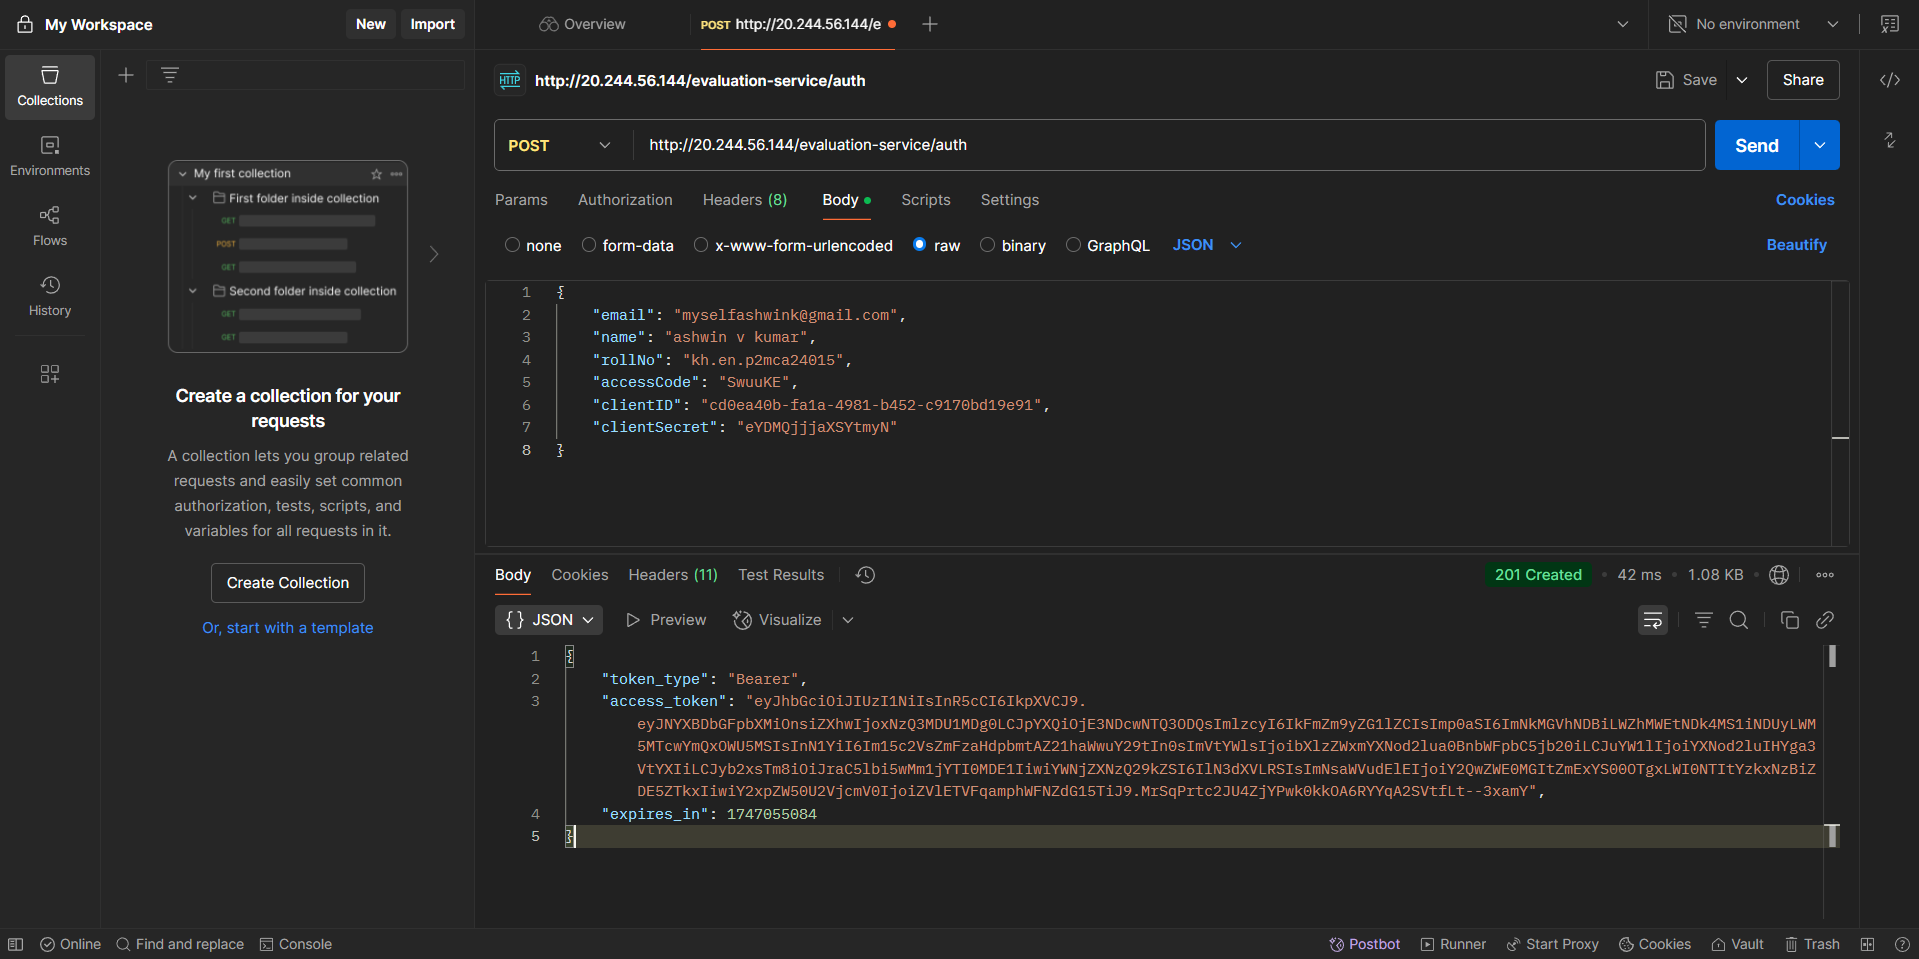 My Workspace
New
Import
Overview
POST http://20.244.56.144/e
No environment
Collections
Environments
Flows
History
My first collection
First folder inside collection
GET
POST
GET
Second folder inside collection
GET
GET
Create a collection for your
requests
A collection lets you group related
requests and easily set common
authorization, tests, scripts, and
variables for all requests in it.
Create Collection
Or, start with a template
HTTP http://20.244.56.144/evaluation-service/auth
Save
Share
POST
http://20.244.56.144/evaluation-service/auth
Send
Params Authorization Headers (8) Body Scripts Settings
Cookies
none form-data x-www-form-urlencoded raw binary GraphQL JSON
Beautify
1 {
2 "email": "myselfashwink@gmail.com",
3 "name": "ashwin v kumar",
4 "rollNo": "kh.en.p2mca24015",
5 "accessCode": "SwuuKE",
6 "clientID": "cd0ea40b-fa1a-4981-b452-c9170bd19e91",
7 "clientSecret": "eYDMQjjjaXSYtmyN"
8 }
Body Cookies Headers (11) Test Results
201 Created 42 ms 1.08 KB
{} JSON Preview Visualize
1 {
2 "token_type": "Bearer",
3 "access_token": "eyJhbGciOiJIUzI1NiIsInR5cCI6IkpXVCJ9.
eyJNYXBDbGFpbXMiOnsiZXhwIjoxNzQ3MDU1MDg0LCJpYXQiOjE3NDcwNTQ3ODQsImlzcyI6IkFmZm9yZG1lZCIsImp0aSI6ImNkMGVhNDBiLWZhMWEtNDk4MS1iNDUyLWM
5MTcwYmQxOWU5MSIsInN1YiI6Im15c2VsZmFzaHdpbmtAZ21haWwuY29tIn0sImVtYWlsIjoibXlzZWxmYXNod2lua0BnbWFpbC5jb20iLCJuYW1lIjoiYXNod2luIHYga3
VtYXIiLCJyb2xsTm8iOiJraC5lbi5wMm1jYTI0MDE1IiwiYWNjZXNzQ29kZSI6IlN3dXVLRSIsImNsaWVudElEIjoiY2QwZWE0MGItZmExYS00OTgxLWI0NTItYzkxNzBiZ
DE5ZTkxIiwiY2xpZW50U2VjcmV0IjoiZVlETVFqamphWFNZdG15TiJ9.MrSqPrtc2JU4ZjYPwk0kkOA6RYYqA2SVtfLt--3xamY",
4 "expires_in": 1747055084
5 }
Online Find and replace Console
Postbot Runner Start Proxy Cookies Vault Trash